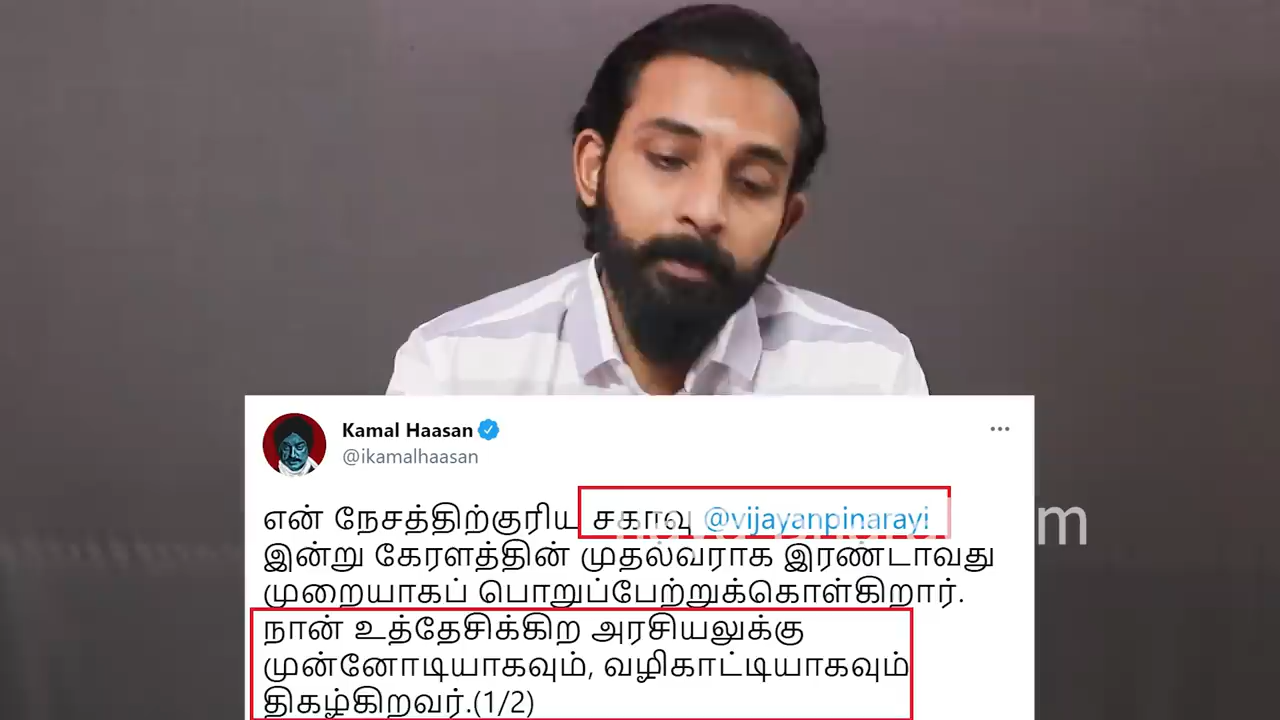 Kamal Haasan
@ikamalhaasan
என் நேசத்திற்குரிய சகாவு @vijayanpinarayi
இன்று கேரளத்தின் முதல்வராக இரண்டாவது
முறையாகப் பொறுப்பேற்றுக்கொள்கிறார்.
நான் உத்தேசிக்கிற அரசியலுக்கு
முன்னோடியாகவும், வழிகாட்டியாகவும்
திகழ்கிறவர்.(1/2)